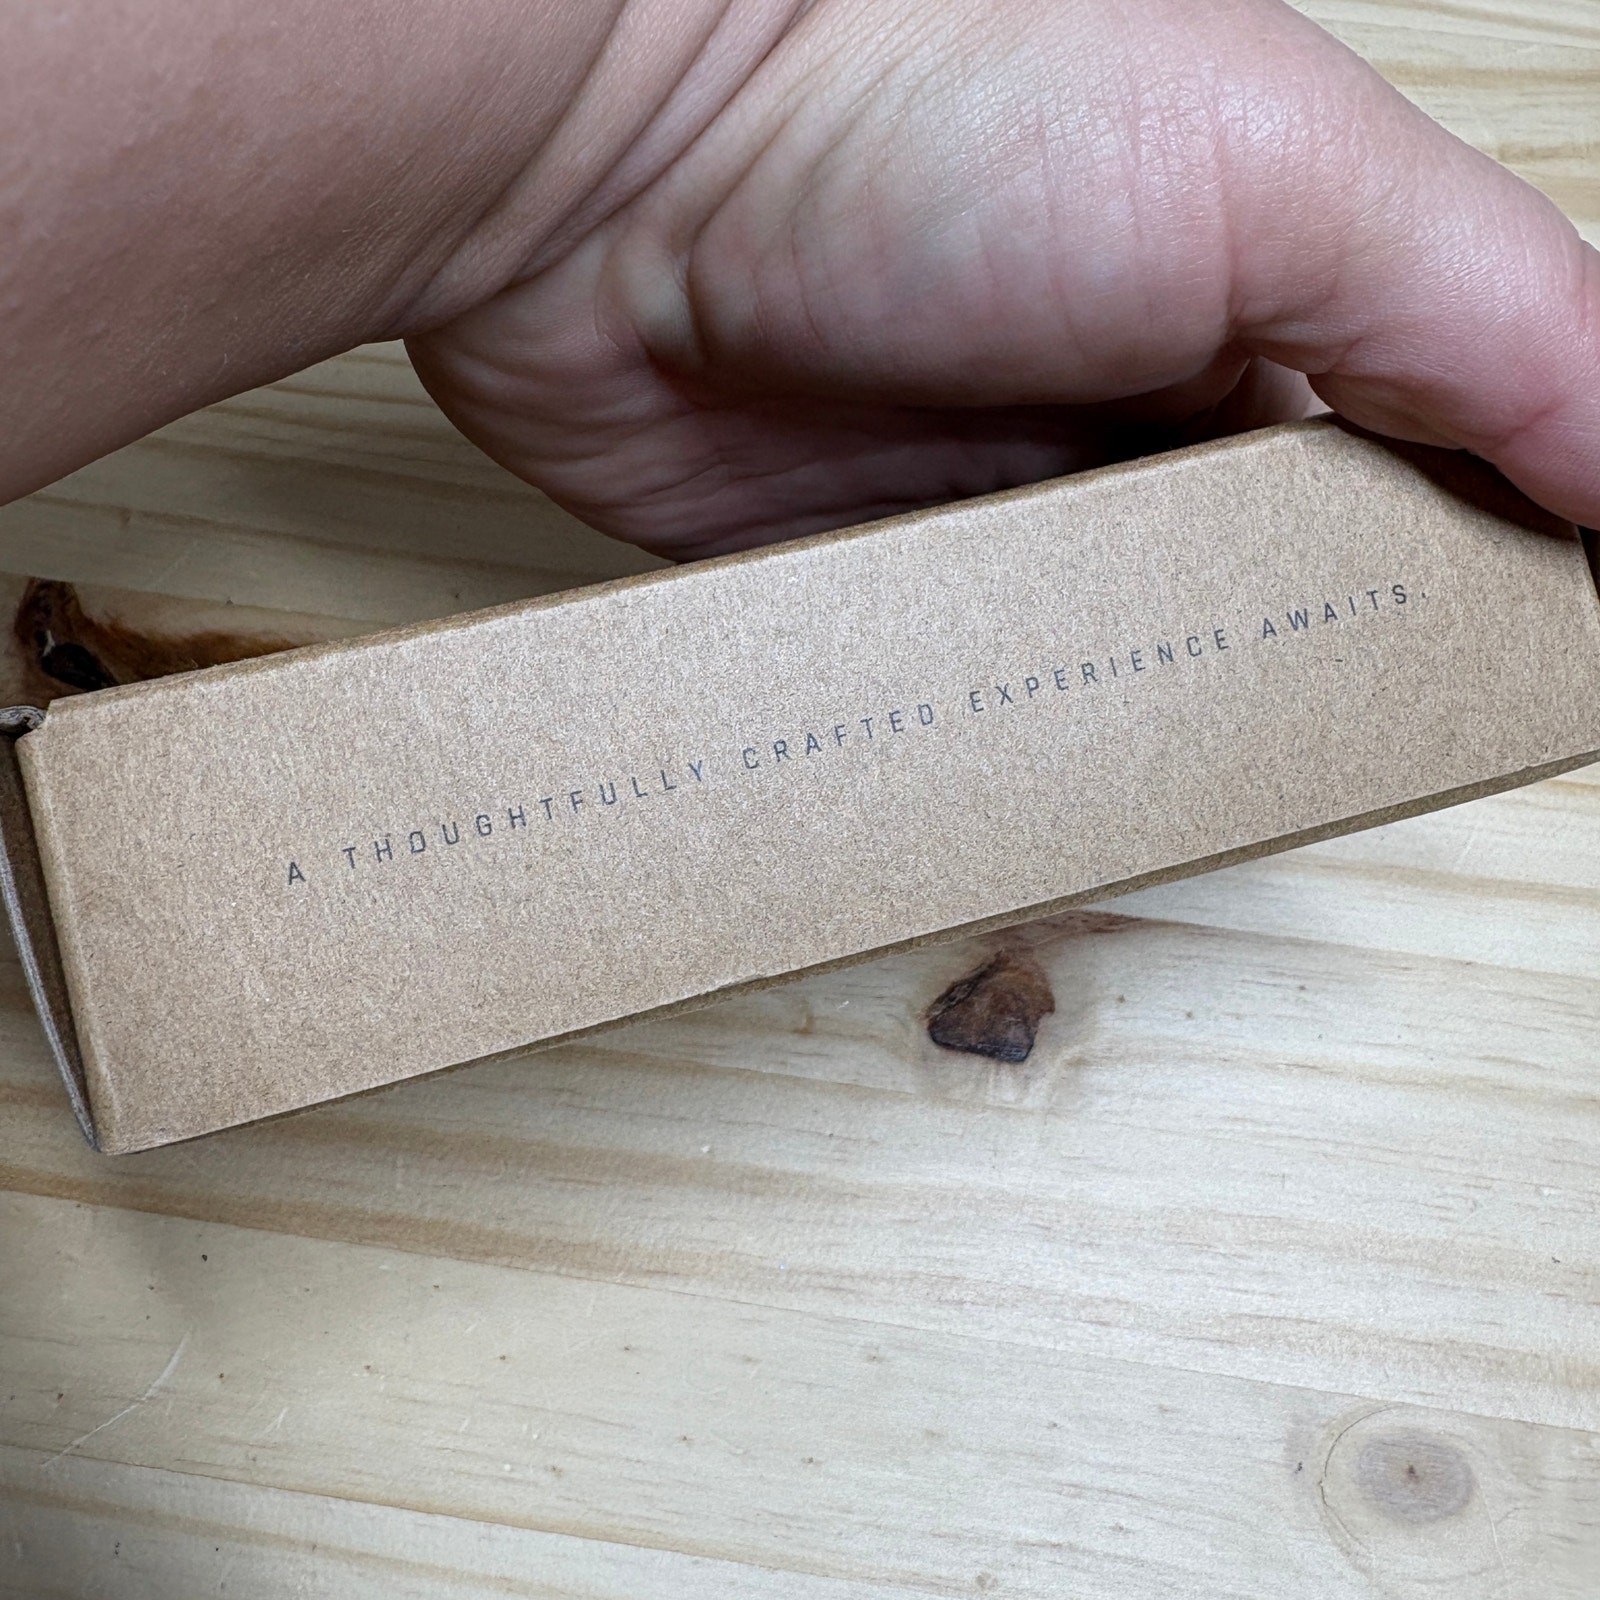 A THOUGHTFULLY CRAFTED EXPERIENCE AWAITS.